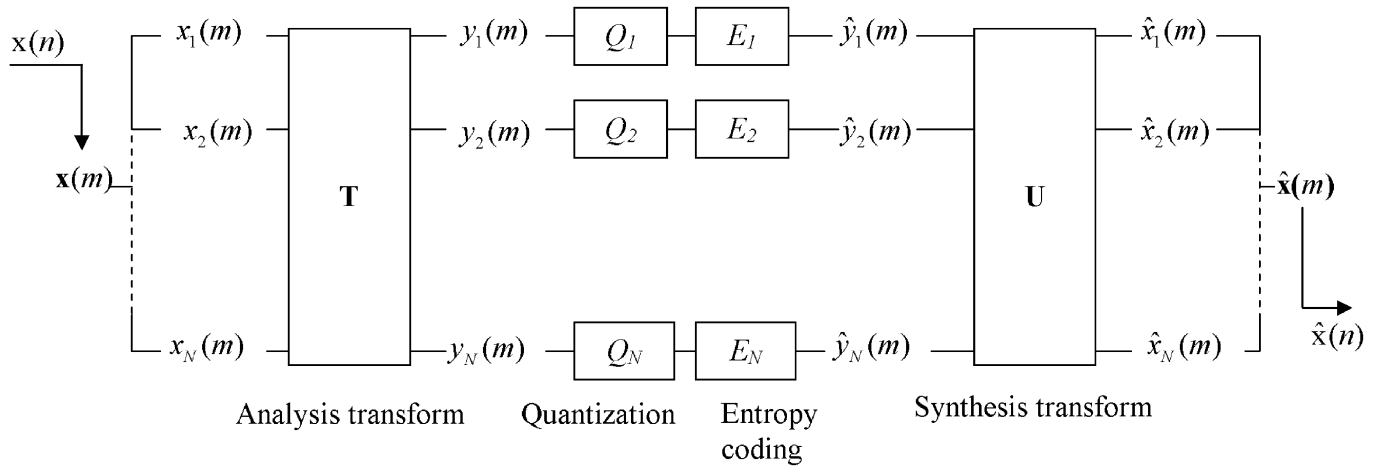 x(n)
x₁(m) y₁(m) Q₁ E₁ ŷ₁(m) x̂₁(m)
x₂(m) y₂(m) Q₂ E₂ ŷ₂(m) x̂₂(m)
x(m) T U x̂(m)
x_N(m) y_N(m) Q_N E_N ŷ_N(m) x̂_N(m) x̂(n)
Analysis transform Quantization Entropy Synthesis transform
coding